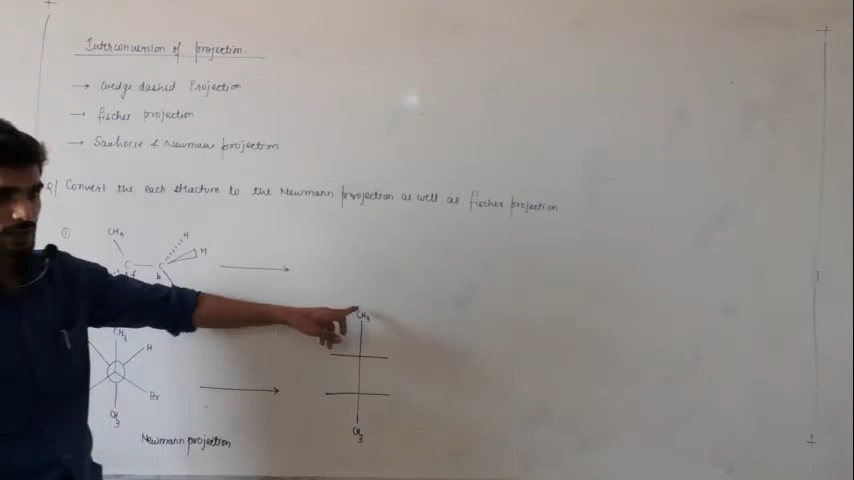 Interconversion of projection.
→ Wedge dashed Projection
→ fischer projection
→ Sawhorse & Newmann projection
Q/ Convert the each structure to the Newmann projection as well as fischer projection
①
CH3 H
C C H
CH3
CH3 H
Br
CH3
CH3
Newmann projection